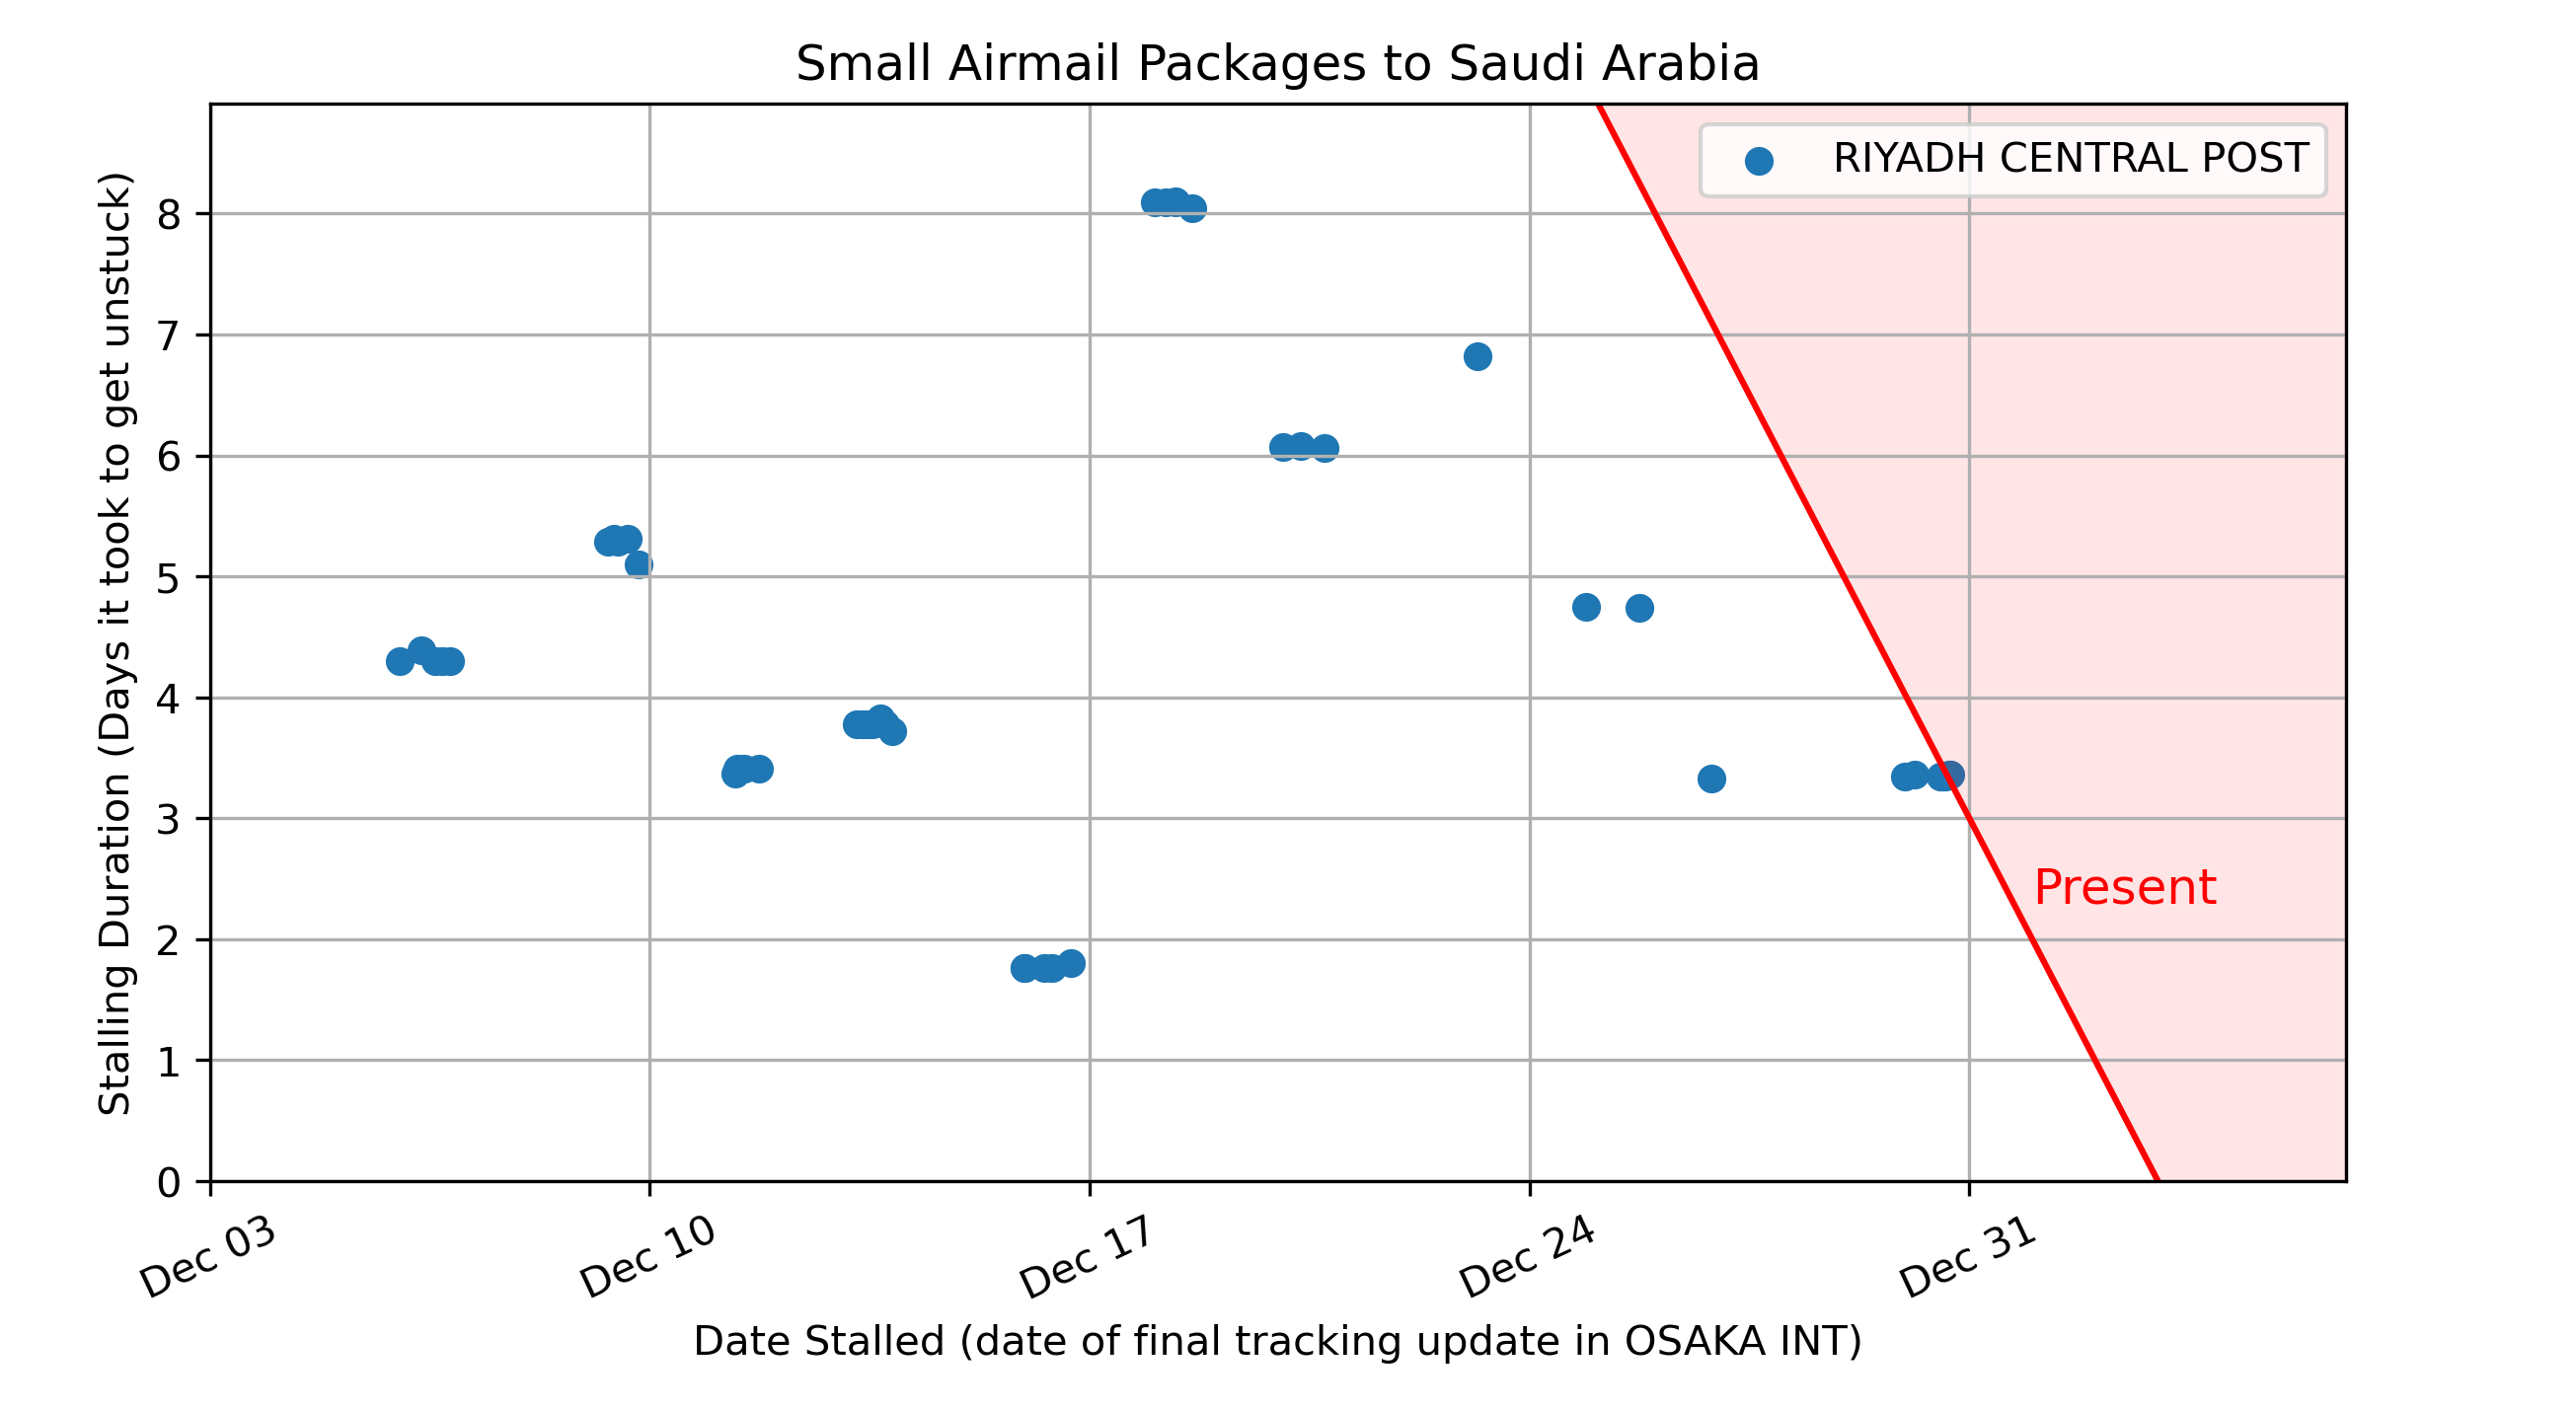 Small Airmail Packages to Saudi Arabia
RIYADH CENTRAL POST
Stalling Duration (Days it took to get unstuck)
8
7
6
5
4
3
2
1
0
Present
Dec 03
Dec 10
Dec 17
Dec 24
Dec 31
Date Stalled (date of final tracking update in OSAKA INT)